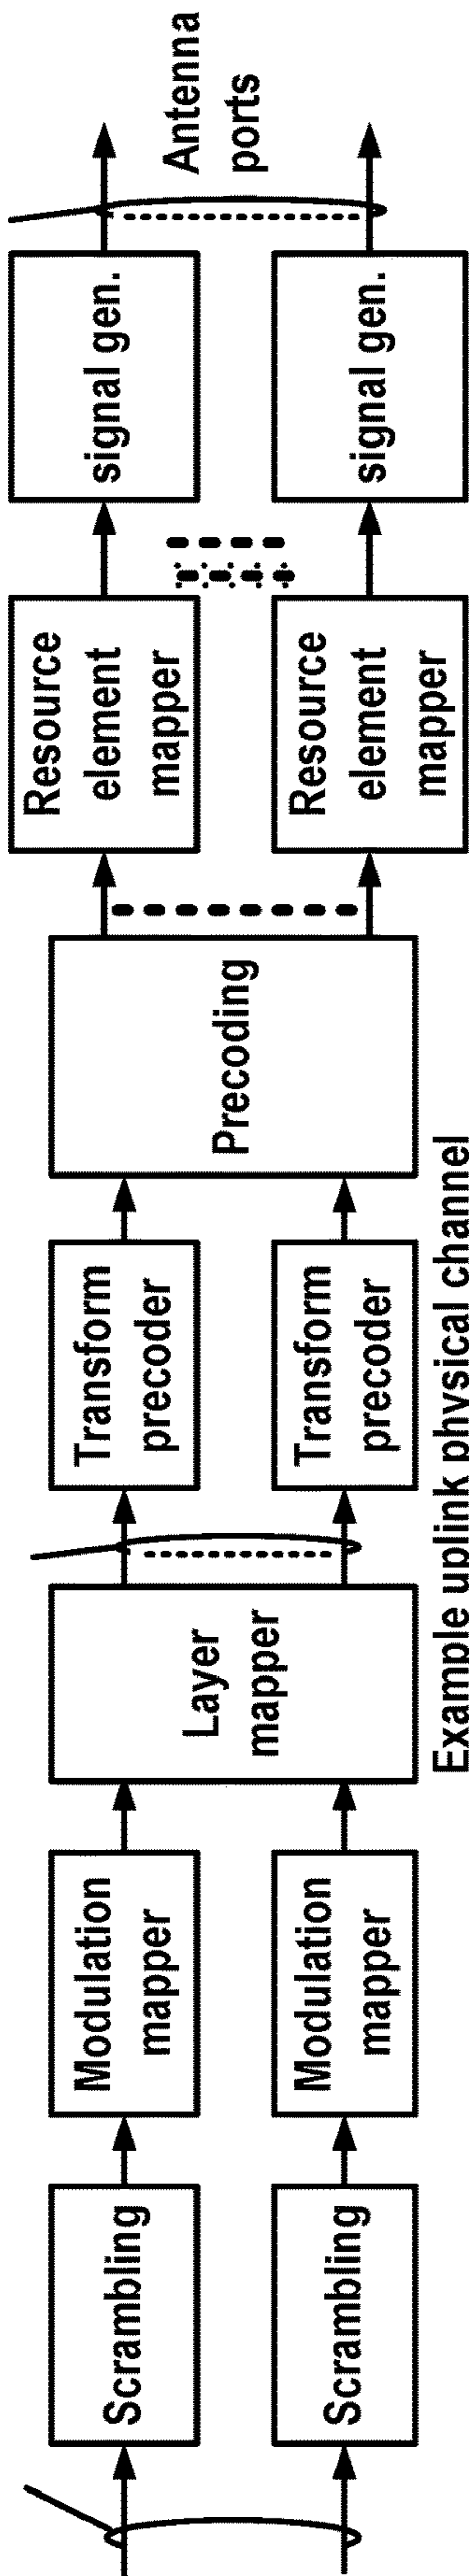 Scrambling
Scrambling
Modulation
mapper
Modulation
mapper
Layer
mapper
Transform
precoder
Transform
precoder
Precoding
Resource
element
mapper
Resource
element
mapper
signal gen.
signal gen.
Antenna
ports
Example uplink physical channel